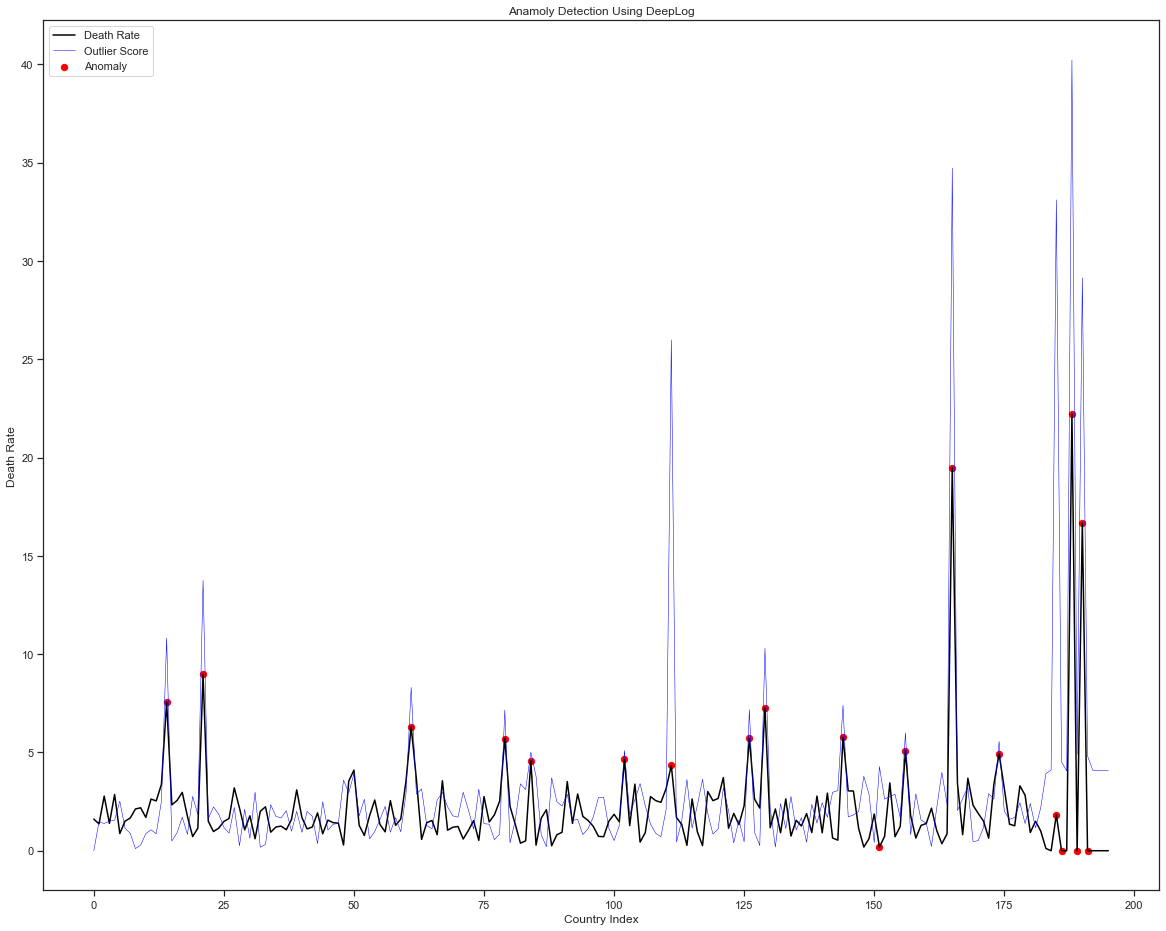 Anamoly Detection Using DeepLog
Death Rate
Outlier Score
Anomaly
40
35
30
25
20
15
10
5
0
Death Rate
0 25 50 75 100 125 150 175 200
Country Index